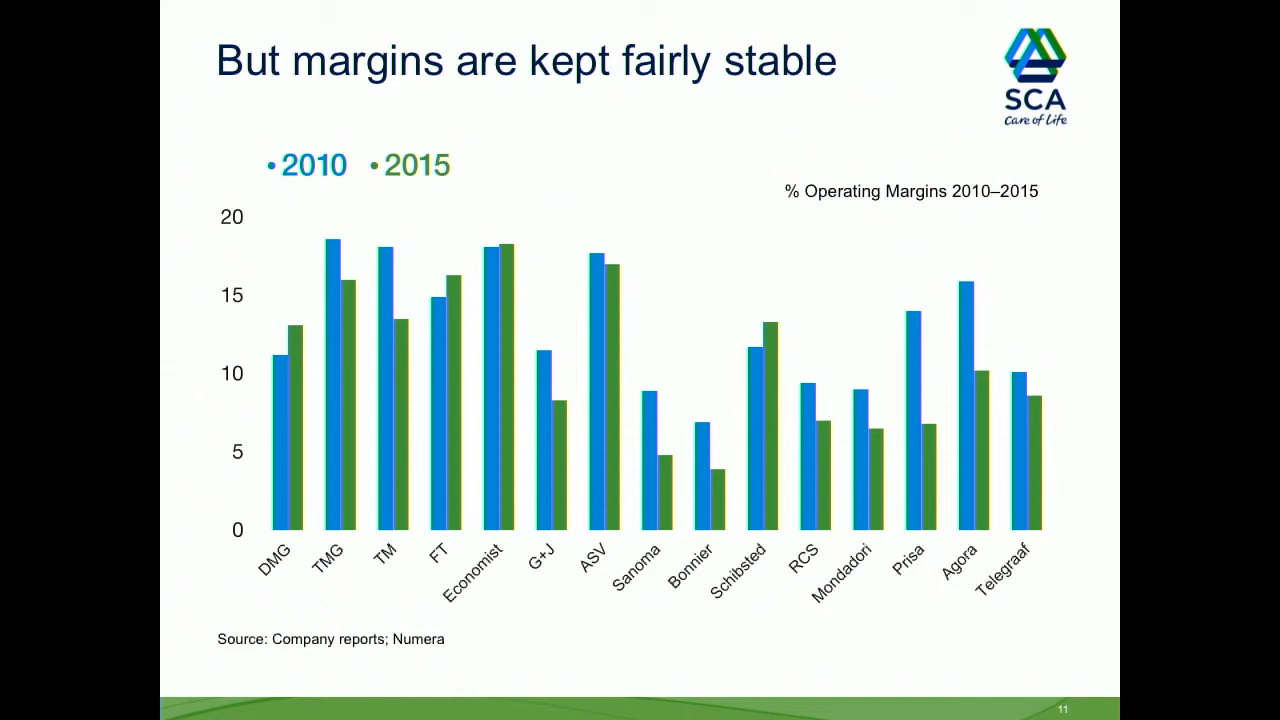 But margins are kept fairly stable
SCA
Care of Life
• 2010 • 2015
% Operating Margins 2010–2015
20
15
10
5
0
DMG
TMG
TM
FT
Economist
G+J
ASV
Sanoma
Bonnier
Schibsted
RCS
Mondadori
Prisa
Agora
Telegraaf
Source: Company reports; Numera
11